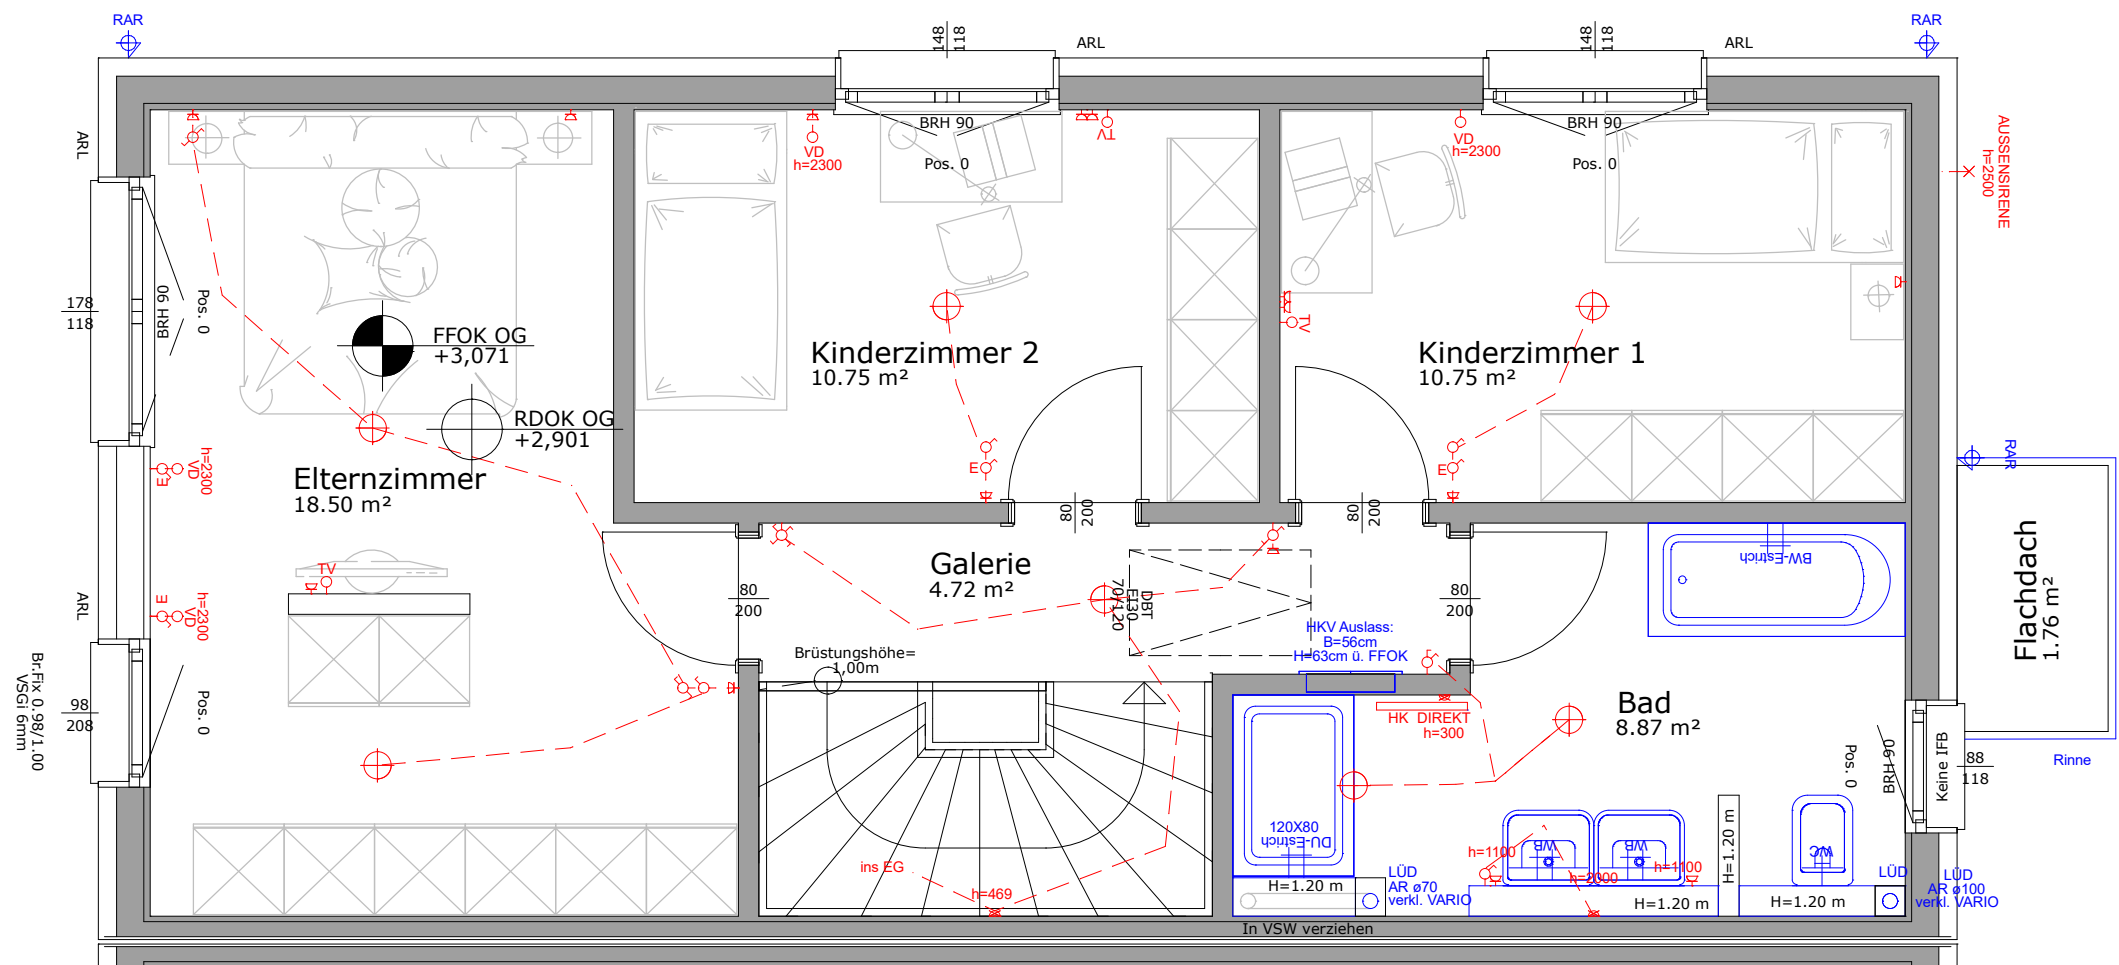 RAR
148
118
ARL
148
118
ARL
RAR
ARL
BRH 90
Pos. 0
VD
h=2300
TV
BRH 90
Pos. 0
VD
h=2300
AUSSENSIRENE
h=2500
178
118
BRH 90
Pos. 0
FFOK OG
+3,071
RDOK OG
+2,901
Kinderzimmer 2
10.75 m²
TV
Kinderzimmer 1
10.75 m²
Elternzimmer
18.50 m²
E
VD
h=2300
E
E
RAR
80
200
80
200
Galerie
4.72 m²
TV
BW-Estrich
Flachdach
1.76 m²
ARL
E
VD
h=2300
80
200
DBT
EI30
70/120
80
200
HKV Auslass:
B=56cm
H=63cm ü. FFOK
Brüstungshöhe=
1,00m
Br.Fix 0.98/1.00
VSGi 6mm
98
208
Pos. 0
HK DIREKT
h=300
Bad
8.87 m²
Pos. 0
BRH 90
Keine IFB
88
118
Rinne
120X80
DU-Estrich
ins EG
h=469
h=1100
WB
WB
h=1100
h=2000
H=1.20 m
WC
H=1.20 m
LÜD
AR ø70
verkl. VARIO
H=1.20 m
H=1.20 m
LÜD
LÜD
AR ø100
verkl. VARIO
In VSW verziehen